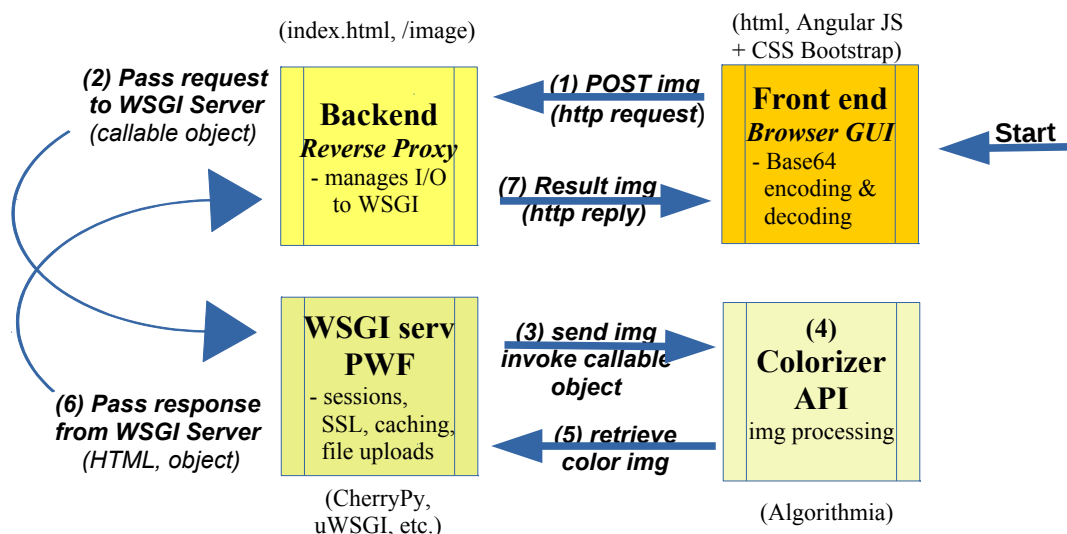 (index.html, /image)
(html, Angular JS
+ CSS Bootstrap)
(2) Pass request
to WSGI Server
(callable object)
Backend
Reverse Proxy
- manages I/O
to WSGI
(1) POST img
(http request)
(7) Result img
(http reply)
Front end
Browser GUI
- Base64
encoding &
decoding
Start
(6) Pass response
from WSGI Server
(HTML, object)
WSGI serv
PWF
- sessions,
SSL, caching,
file uploads
(CherryPy,
uWSGI, etc.)
(3) send img
invoke callable
object
(5) retrieve
color img
(4)
Colorizer
API
img processing
(Algorithmia)